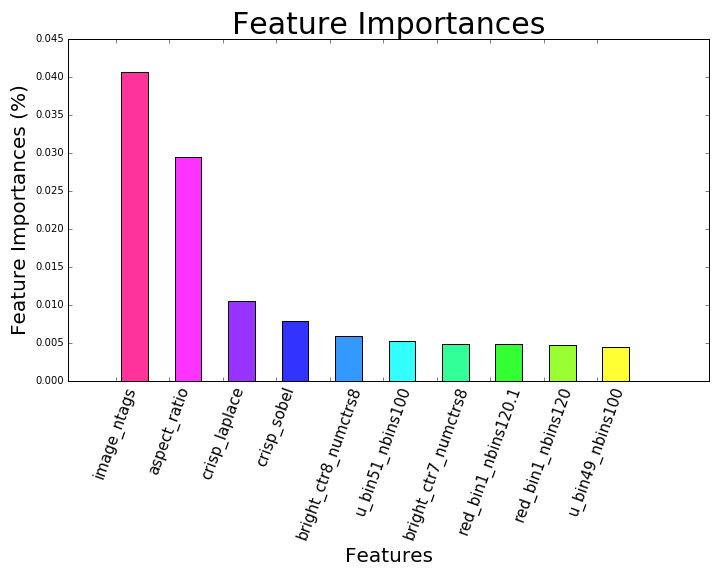 Feature Importances
Feature Importances (%)
0.045
0.040
0.035
0.030
0.025
0.020
0.015
0.010
0.005
0.000
image_ntags
aspect_ratio
crisp_laplace
crisp_sobel
bright_ctr8_numctrs8
u_bin51_nbins100
bright_ctr7_numctrs8
red_bin1_nbins120.1
red_bin1_nbins120
u_bin49_nbins100
Features